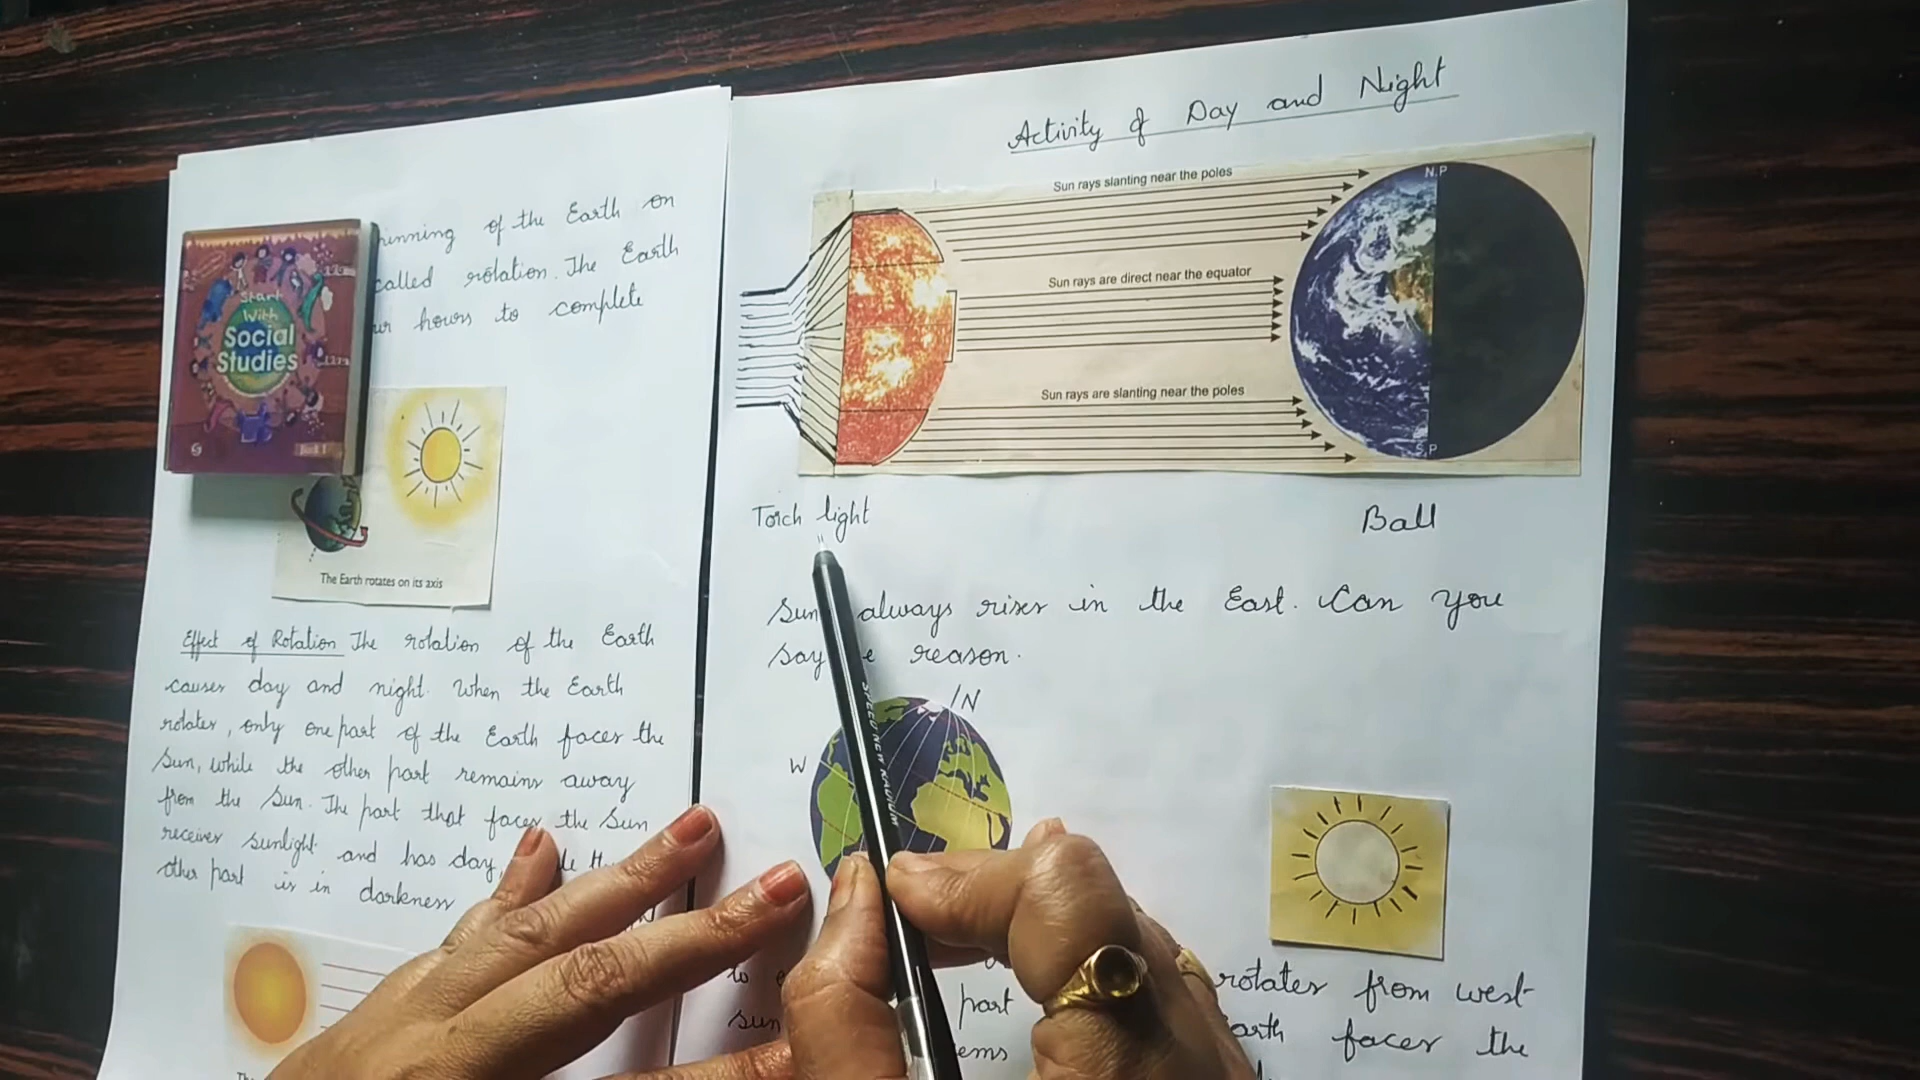 of the Earth on
called rotation. The Earth
hours to complete
Start
With
Social
Studies
The Earth rotates on its axis
Effect of Rotation The rotation of the Earth
causes day and night. When the Earth
rotates, only one part of the Earth faces the
Sun, while the other part remains away
from the Sun. The part that faces the Sun
receives sunlight and has day,
other part is in darkness
Activity of Day and Night
Sun rays slanting near the poles
N.P
Sun rays are direct near the equator
Sun rays are slanting near the poles
S.P
Torch light
Ball
Sun always rises in the East. Can you
say reason.
N
W
rotates from west-
to part faces the
sun